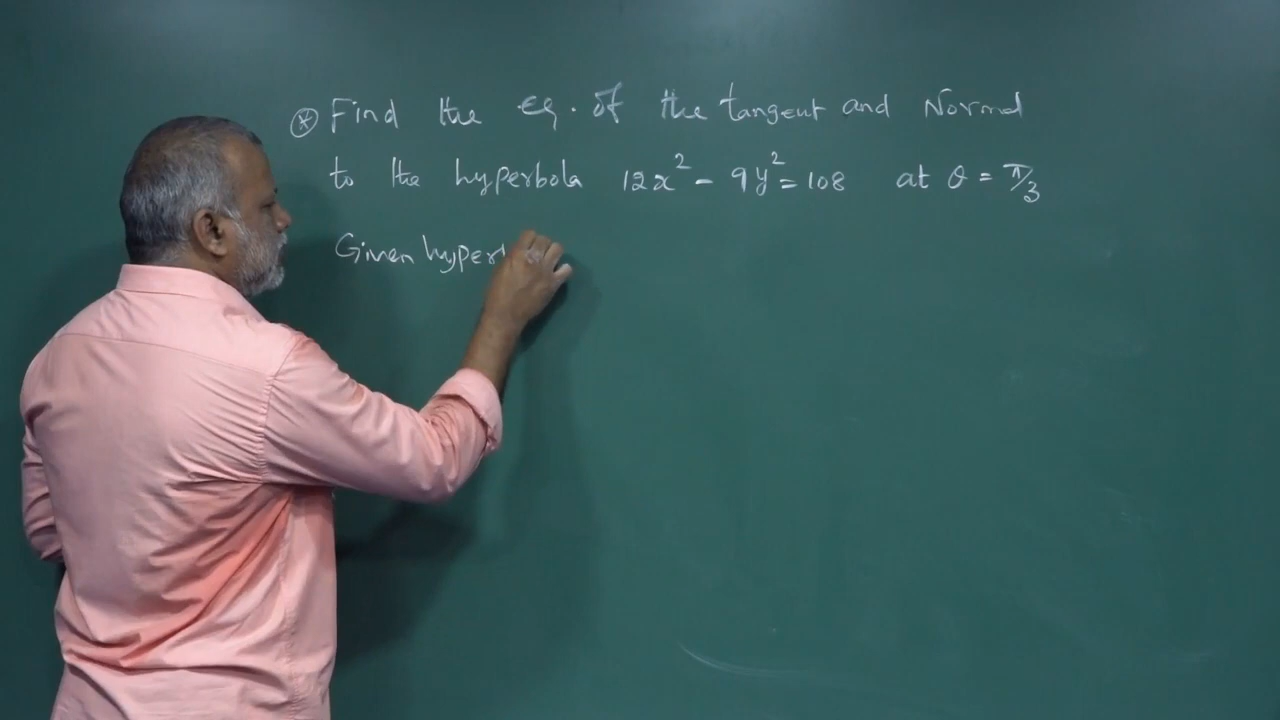 ⊛ Find the eq. of the tangent and Normal
to the hyperbola 12x² - 9y² = 108 at θ = π/3
Given